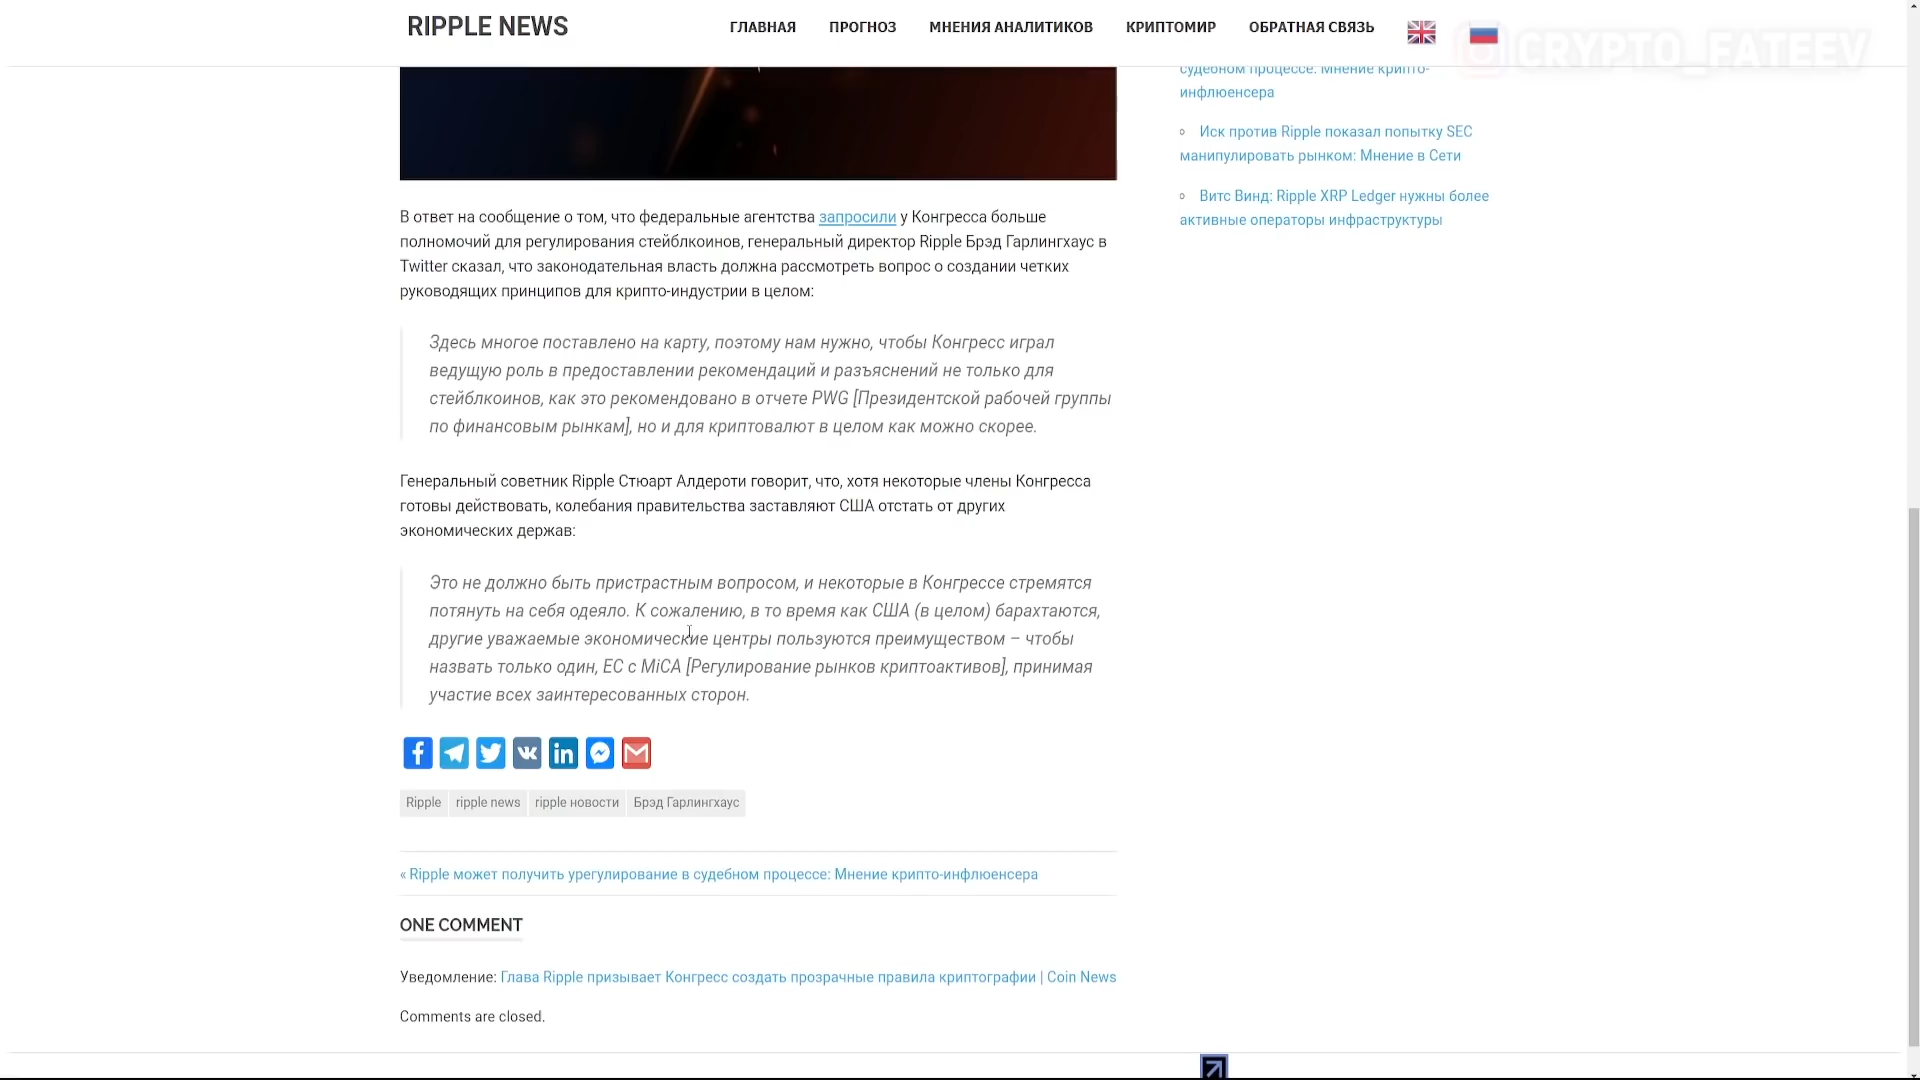 RIPPLE NEWS
ГЛАВНАЯ ПРОГНОЗ МНЕНИЯ АНАЛИТИКОВ КРИПТОМИР ОБРАТНАЯ СВЯЗЬ
CRYPTO_FATEEV
В ответ на сообщение о том, что федеральные агентства запросили у Конгресса больше
полномочий для регулирования стейблкоинов, генеральный директор Ripple Брэд Гарлингхаус в
Twitter сказал, что законодательная власть должна рассмотреть вопрос о создании четких
руководящих принципов для крипто-индустрии в целом:
Здесь многое поставлено на карту, поэтому нам нужно, чтобы Конгресс играл
ведущую роль в предоставлении рекомендаций и разъяснений не только для
стейблкоинов, как это рекомендовано в отчете PWG [Президентской рабочей группы
по финансовым рынкам], но и для криптовалют в целом как можно скорее.
Генеральный советник Ripple Стюарт Алдероти говорит, что, хотя некоторые члены Конгресса
готовы действовать, колебания правительства заставляют США отстать от других
экономических держав:
Это не должно быть пристрастным вопросом, и некоторые в Конгрессе стремятся
потянуть на себя одеяло. К сожалению, в то время как США (в целом) барахтаются,
другие уважаемые экономические центры пользуются преимуществом – чтобы
назвать только один, ЕС с MiCA [Регулирование рынков криптоактивов], принимая
участие всех заинтересованных сторон.
Ripple ripple news ripple новости Брэд Гарлингхаус
« Ripple может получить урегулирование в судебном процессе: Мнение крипто-инфлюенсера
ONE COMMENT
Уведомление: Глава Ripple призывает Конгресс создать прозрачные правила криптографии | Coin News
Comments are closed.
судебном процессе: Мнение крипто-
инфлюенсера
Иск против Ripple показал попытку SEC
манипулировать рынком: Мнение в Сети
Витс Винд: Ripple XRP Ledger нужны более
активные операторы инфраструктуры